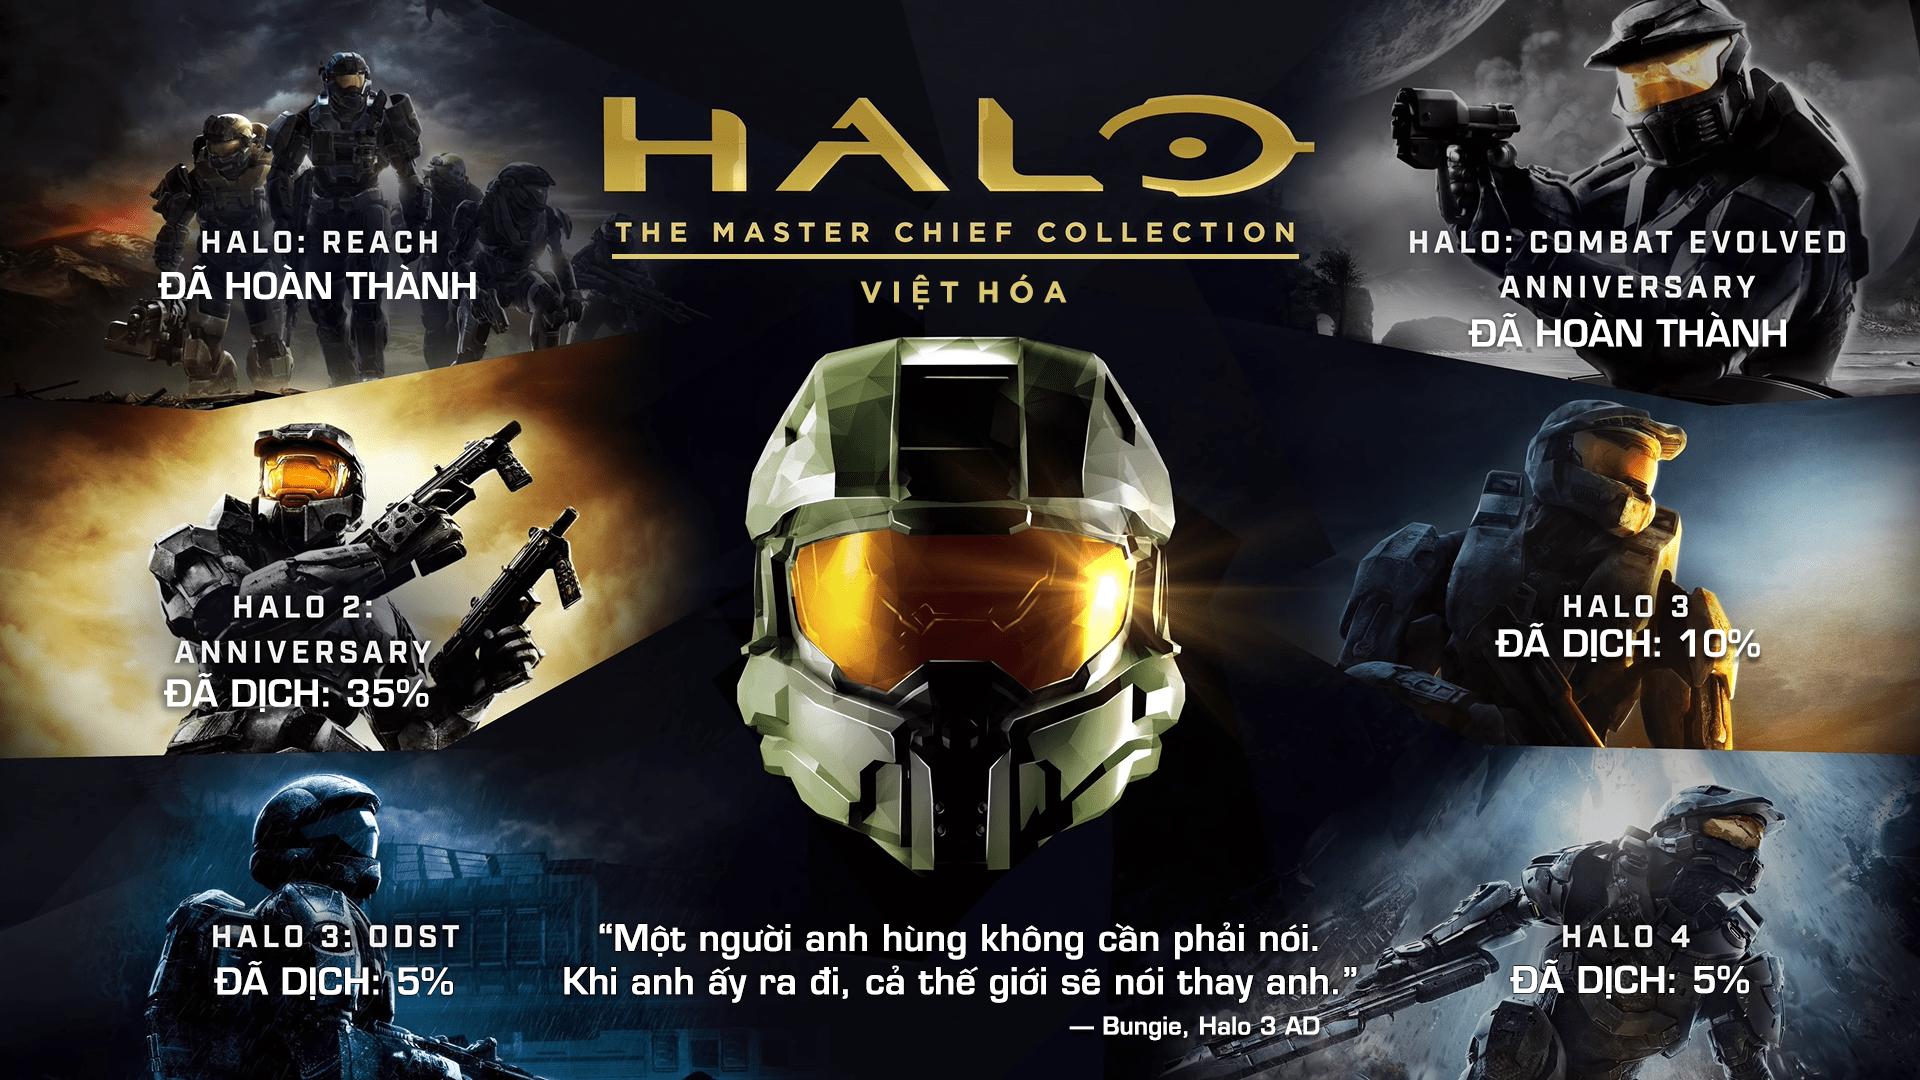 HALO
THE MASTER CHIEF COLLECTION
VIỆT HÓA
HALO: REACH
ĐÃ HOÀN THÀNH
HALO: COMBAT EVOLVED
ANNIVERSARY
ĐÃ HOÀN THÀNH
HALO 2:
ANNIVERSARY
ĐÃ DỊCH: 35%
HALO 3
ĐÃ DỊCH: 10%
HALO 3: ODST
ĐÃ DỊCH: 5%
HALO 4
ĐÃ DỊCH: 5%
“Một người anh hùng không cần phải nói.
Khi anh ấy ra đi, cả thế giới sẽ nói thay anh.”
— Bungie, Halo 3 AD